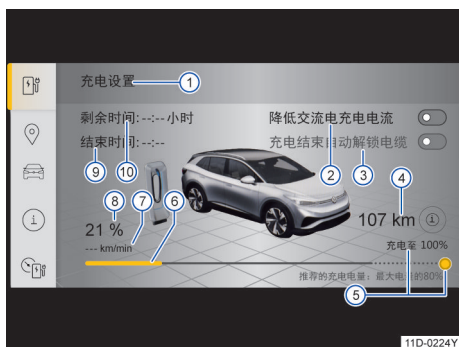 充电设置 1
剩余时间:--:--小时 降低交流电充电电流
结束时间:--:-- 充电结束自动解锁电缆
9 10 2 3
8 7 6 4
21 % 107 km i
--- km/min 充电至 100%
推荐的充电电量：最大电量的80%
5
11D-0224Y